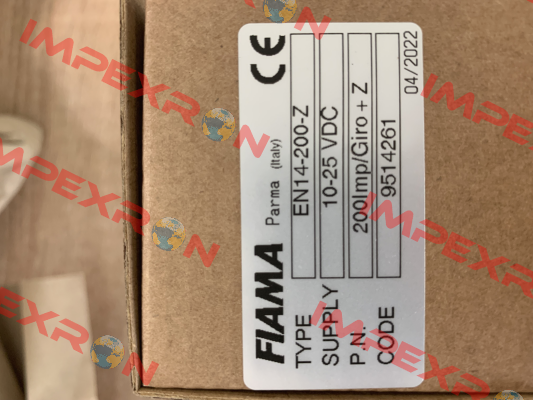 FIAMA Parma (Italy) CE
TYPE EN14-200-Z
SUPPLY 10-25 VDC
P.N. 200Imp/Giro + Z
CODE 9514261
04/2022
IMPEXRON
IMPEXRON
IMPEXRON
IMPEXRON
IMPEXRON
IMPEXRON